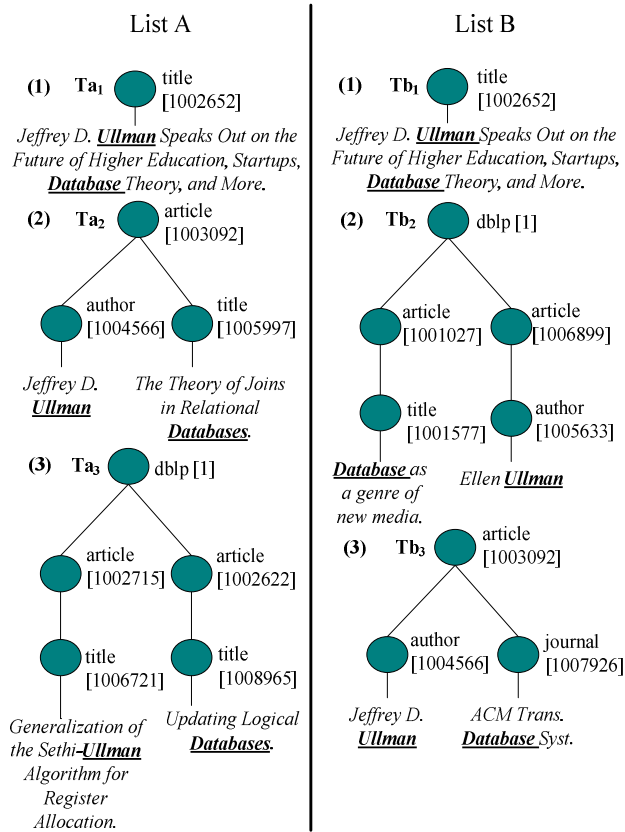 List A
(1) Ta1 title
[1002652]
Jeffrey D. Ullman Speaks Out on the
Future of Higher Education, Startups,
Database Theory, and More.
(2) Ta2 article
[1003092]
author
[1004566]
title
[1005997]
Jeffrey D.
Ullman
The Theory of Joins
in Relational
Databases.
(3) Ta3 dblp [1]
article
[1002715]
article
[1002622]
title
[1006721]
title
[1008965]
Generalization of
the Sethi-Ullman
Algorithm for
Register
Allocation.
Updating Logical
Databases.
List B
(1) Tb1 title
[1002652]
Jeffrey D. Ullman Speaks Out on the
Future of Higher Education, Startups,
Database Theory, and More.
(2) Tb2 dblp [1]
article
[1001027]
article
[1006899]
title
[1001577]
author
[1005633]
Database as
a genre of
new media.
Ellen Ullman
(3) Tb3 article
[1003092]
author
[1004566]
journal
[1007926]
Jeffrey D.
Ullman
ACM Trans.
Database Syst.